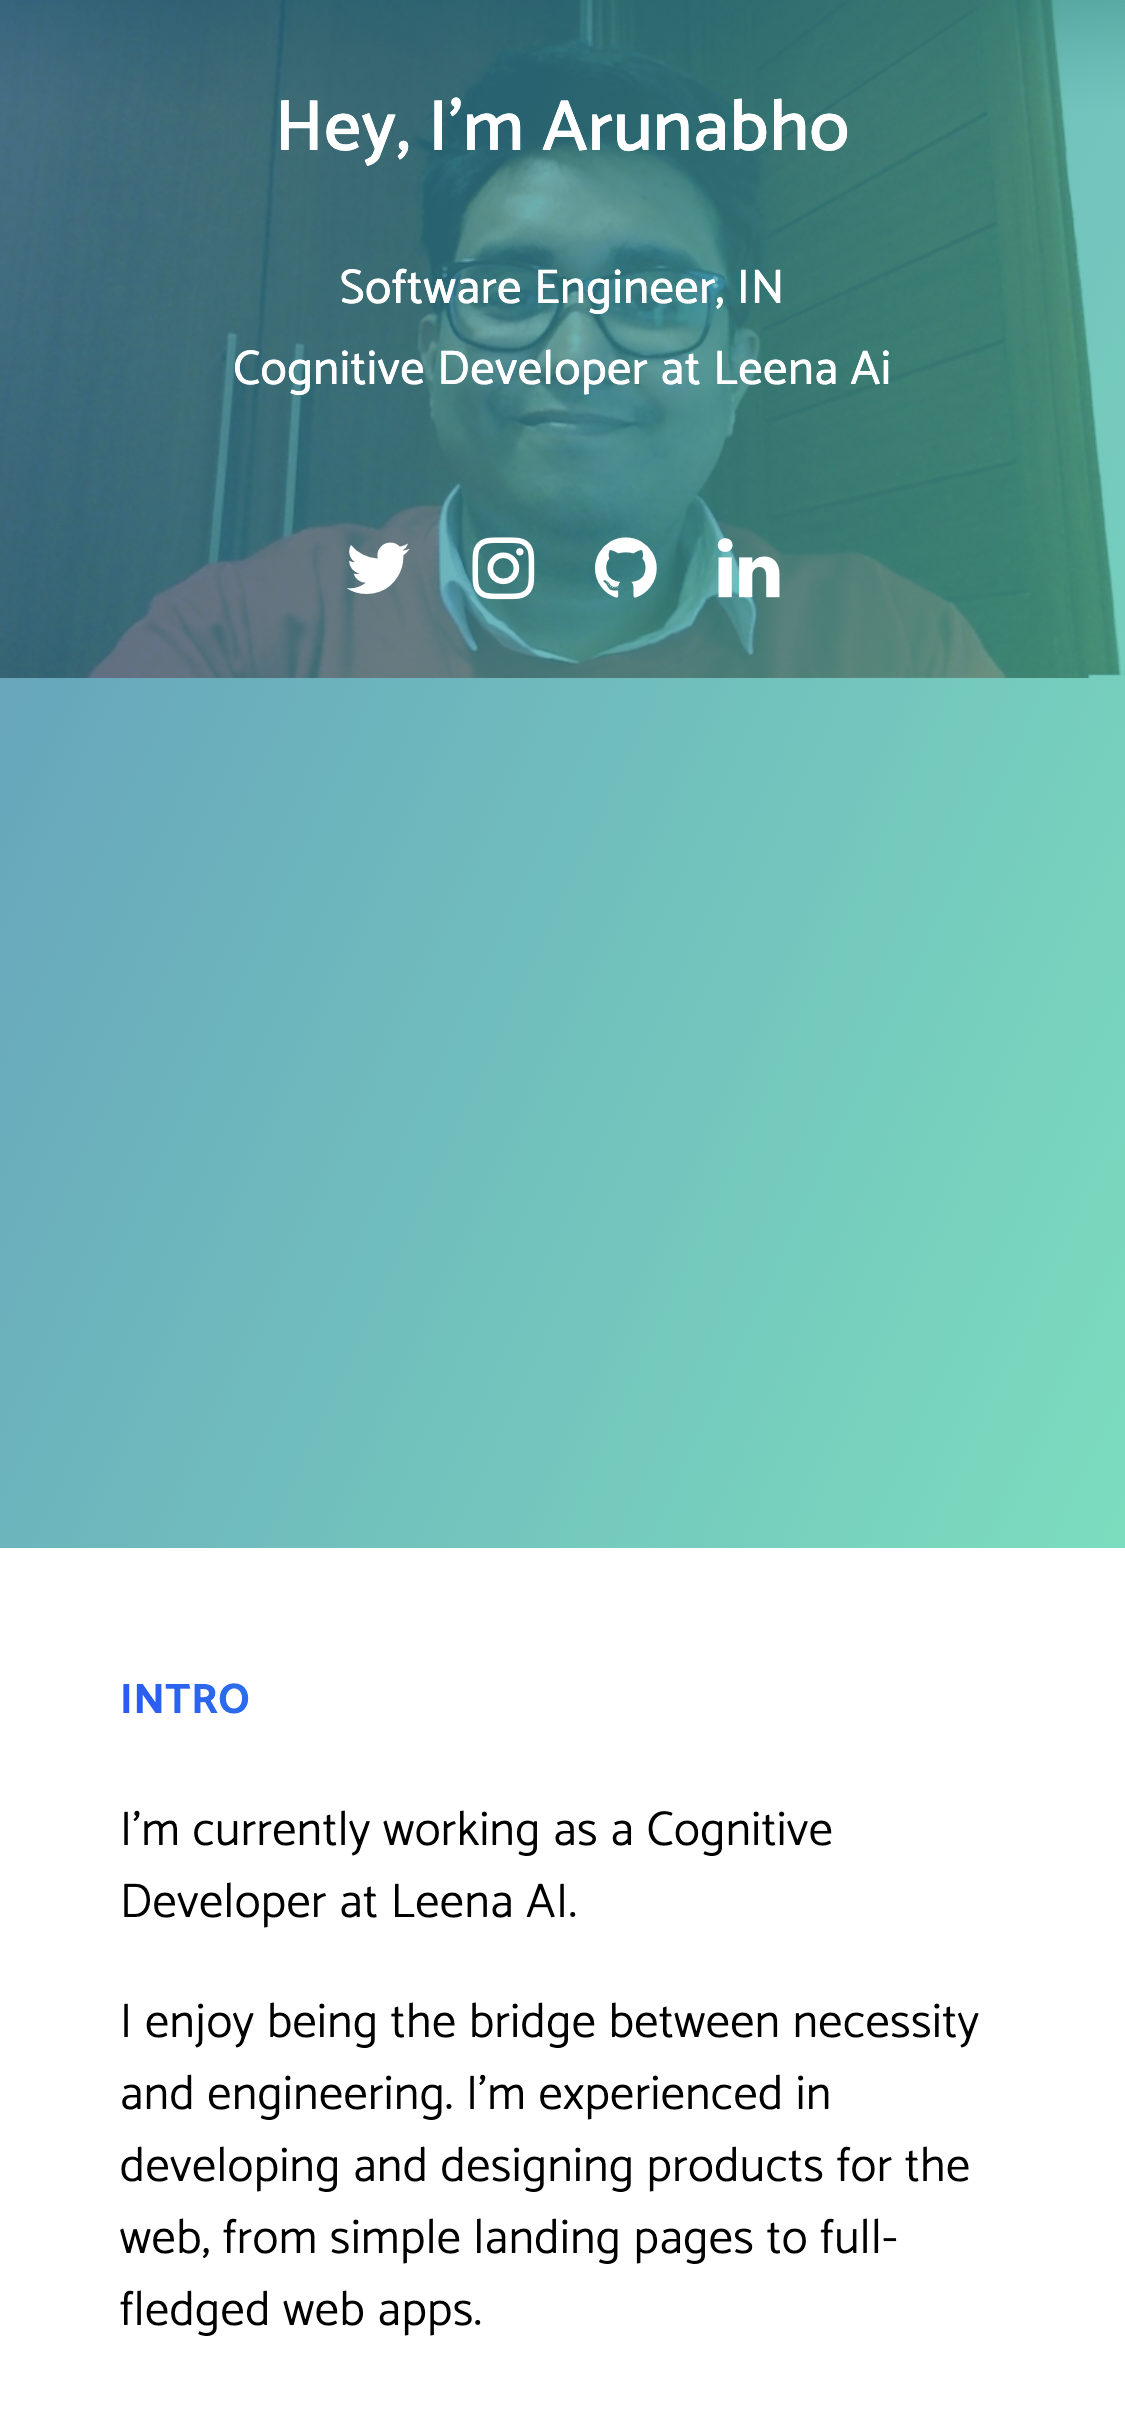 Hey, I’m Arunabho
Software Engineer, IN
Cognitive Developer at Leena Ai
INTRO
I’m currently working as a Cognitive
Developer at Leena AI.
I enjoy being the bridge between necessity
and engineering. I’m experienced in
developing and designing products for the
web, from simple landing pages to full-
fledged web apps.